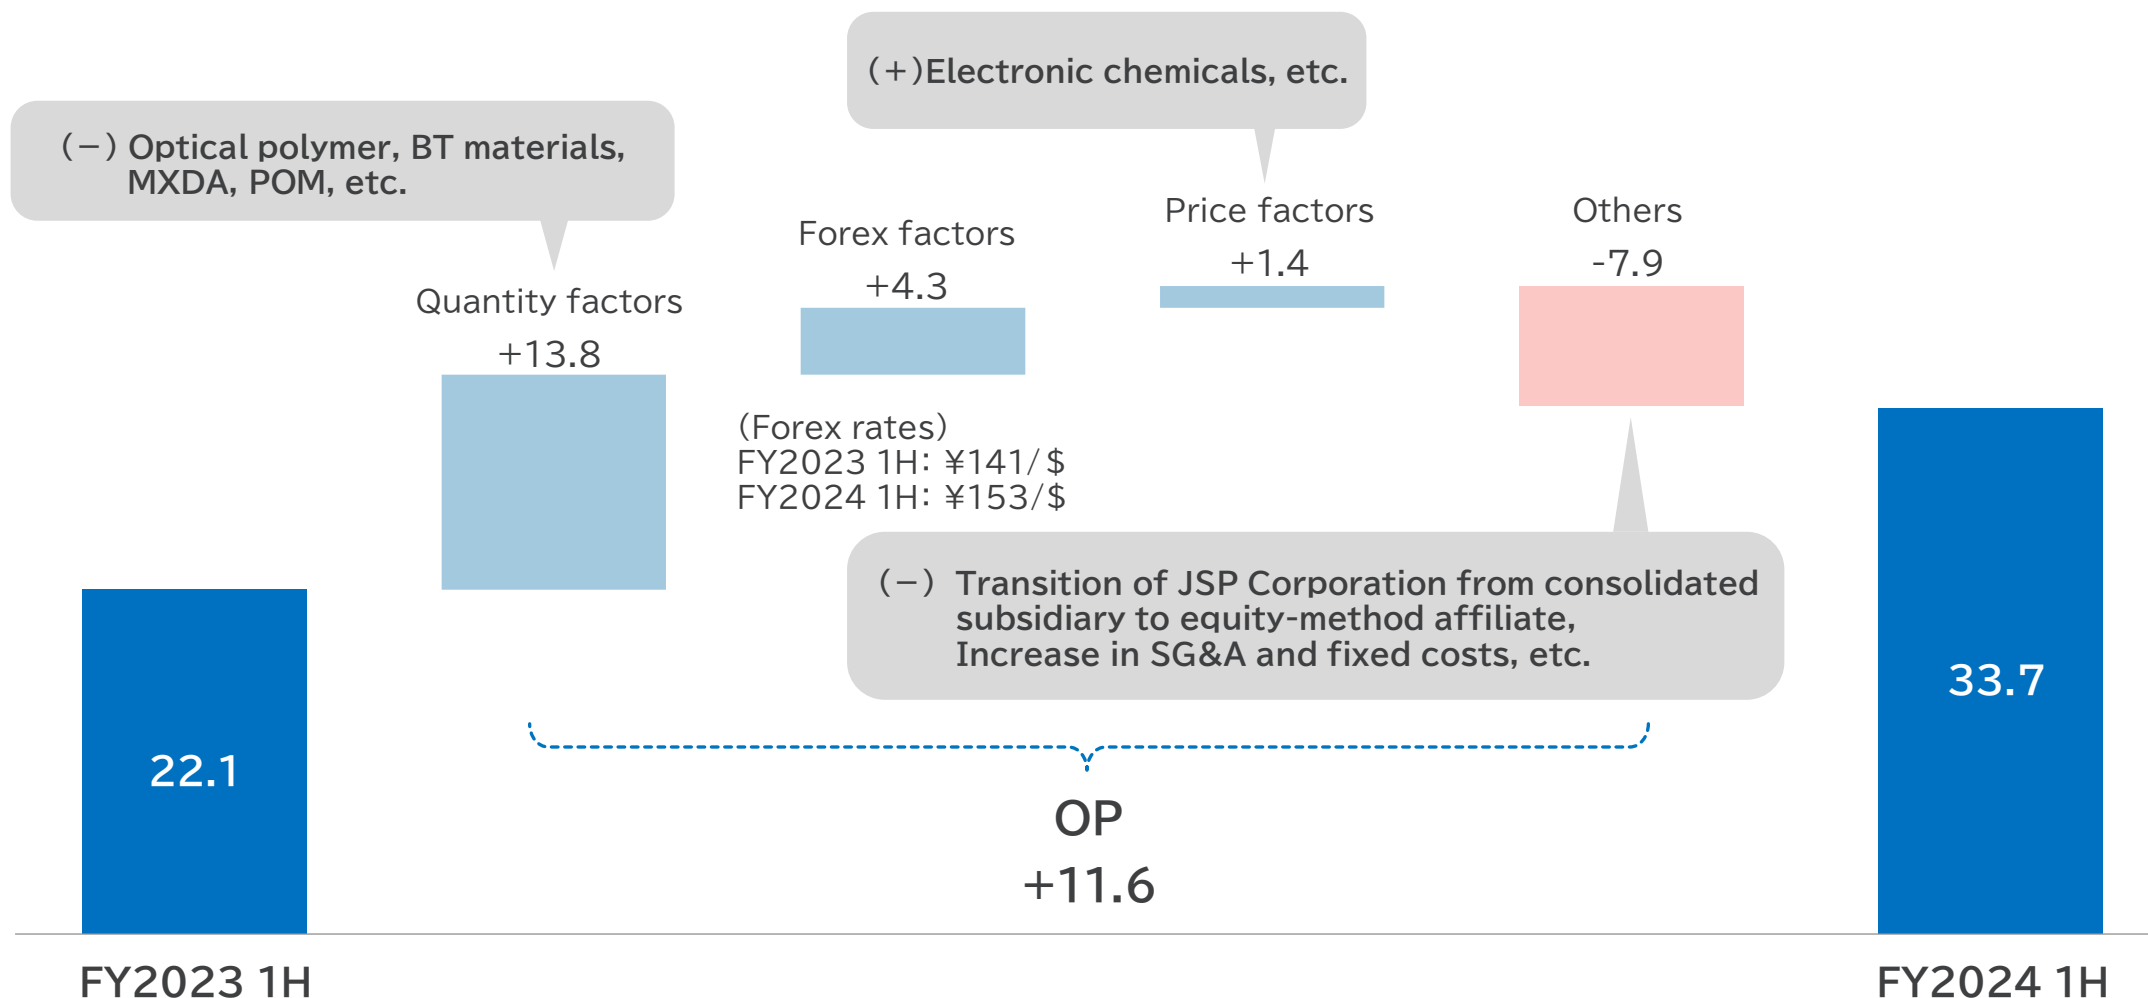 (+)Electronic chemicals, etc.
(−) Optical polymer, BT materials,
MXDA, POM, etc.
Quantity factors
+13.8
Forex factors
+4.3
Price factors
+1.4
Others
-7.9
(Forex rates)
FY2023 1H: ¥141/$
FY2024 1H: ¥153/$
(−) Transition of JSP Corporation from consolidated
subsidiary to equity-method affiliate,
Increase in SG&A and fixed costs, etc.
22.1
33.7
OP
+11.6
FY2023 1H
FY2024 1H